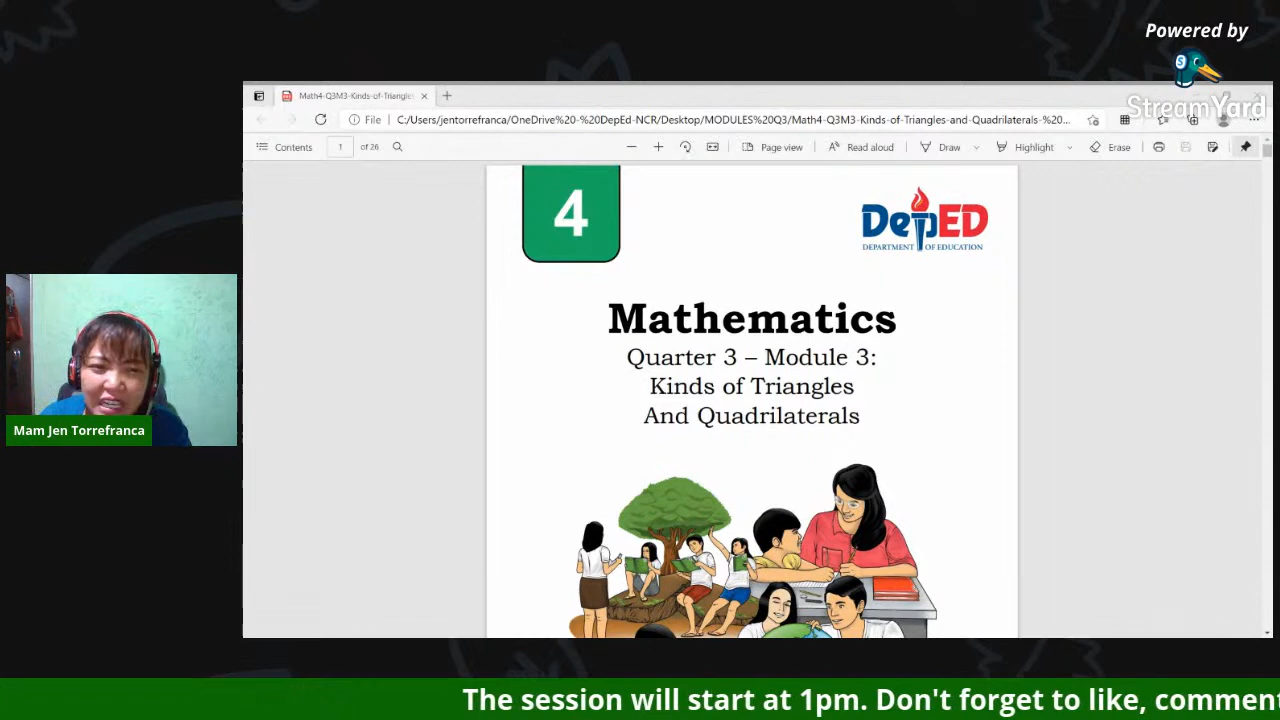 Powered by
StreamYard
Math4-Q3M3-Kinds-of-Triangles
File
C:/Users/jentorrefranca/OneDrive%20-%20DepEd-NCR/Desktop/MODULES%20Q3/Math4-Q3M3-Kinds-of-Triangles-and-Quadrilaterals-%20...
Contents
1
of 26
Page view
Read aloud
Draw
Highlight
Erase
4
DepED
DEPARTMENT OF EDUCATION
Mathematics
Quarter 3 – Module 3:
Kinds of Triangles
And Quadrilaterals
Mam Jen Torrefranca
The session will start at 1pm. Don't forget to like, comment